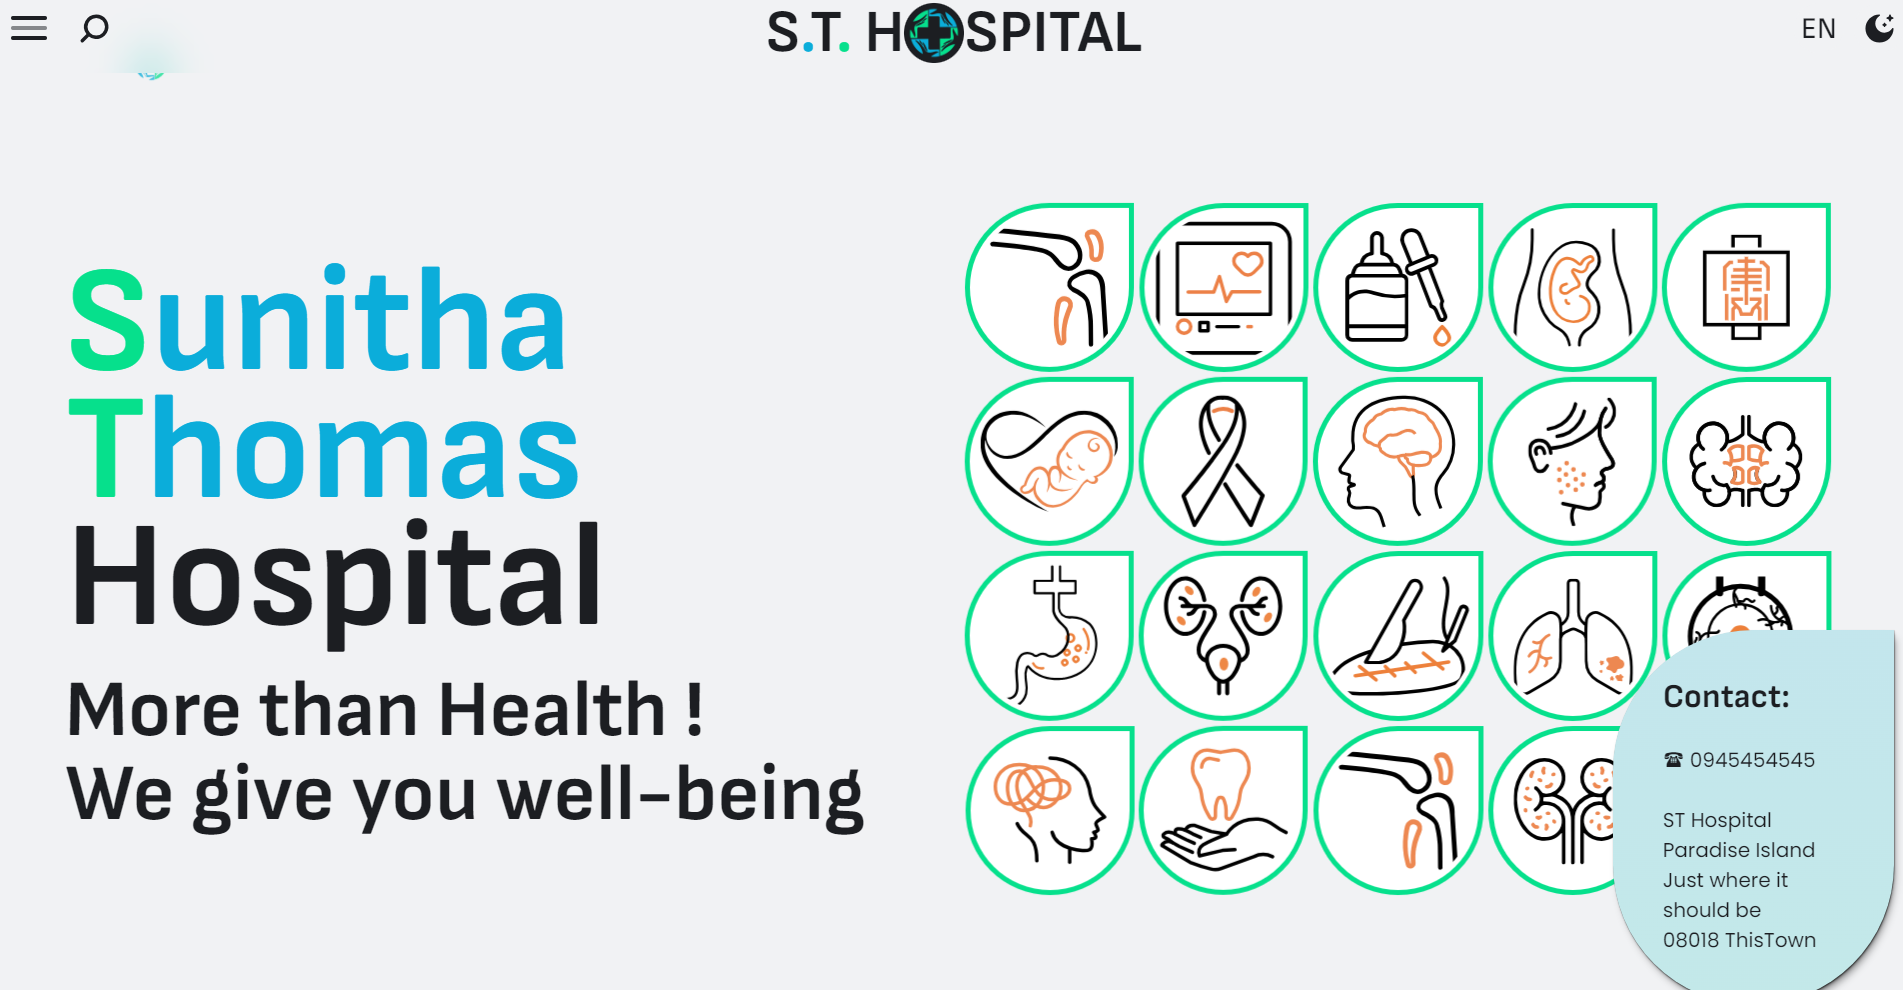 S.T. HOSPITAL
EN
Sunitha
Thomas
Hospital
More than Health !
We give you well-being
Contact:
☎ 0945454545
ST Hospital
Paradise Island
Just where it
should be
08018 ThisTown